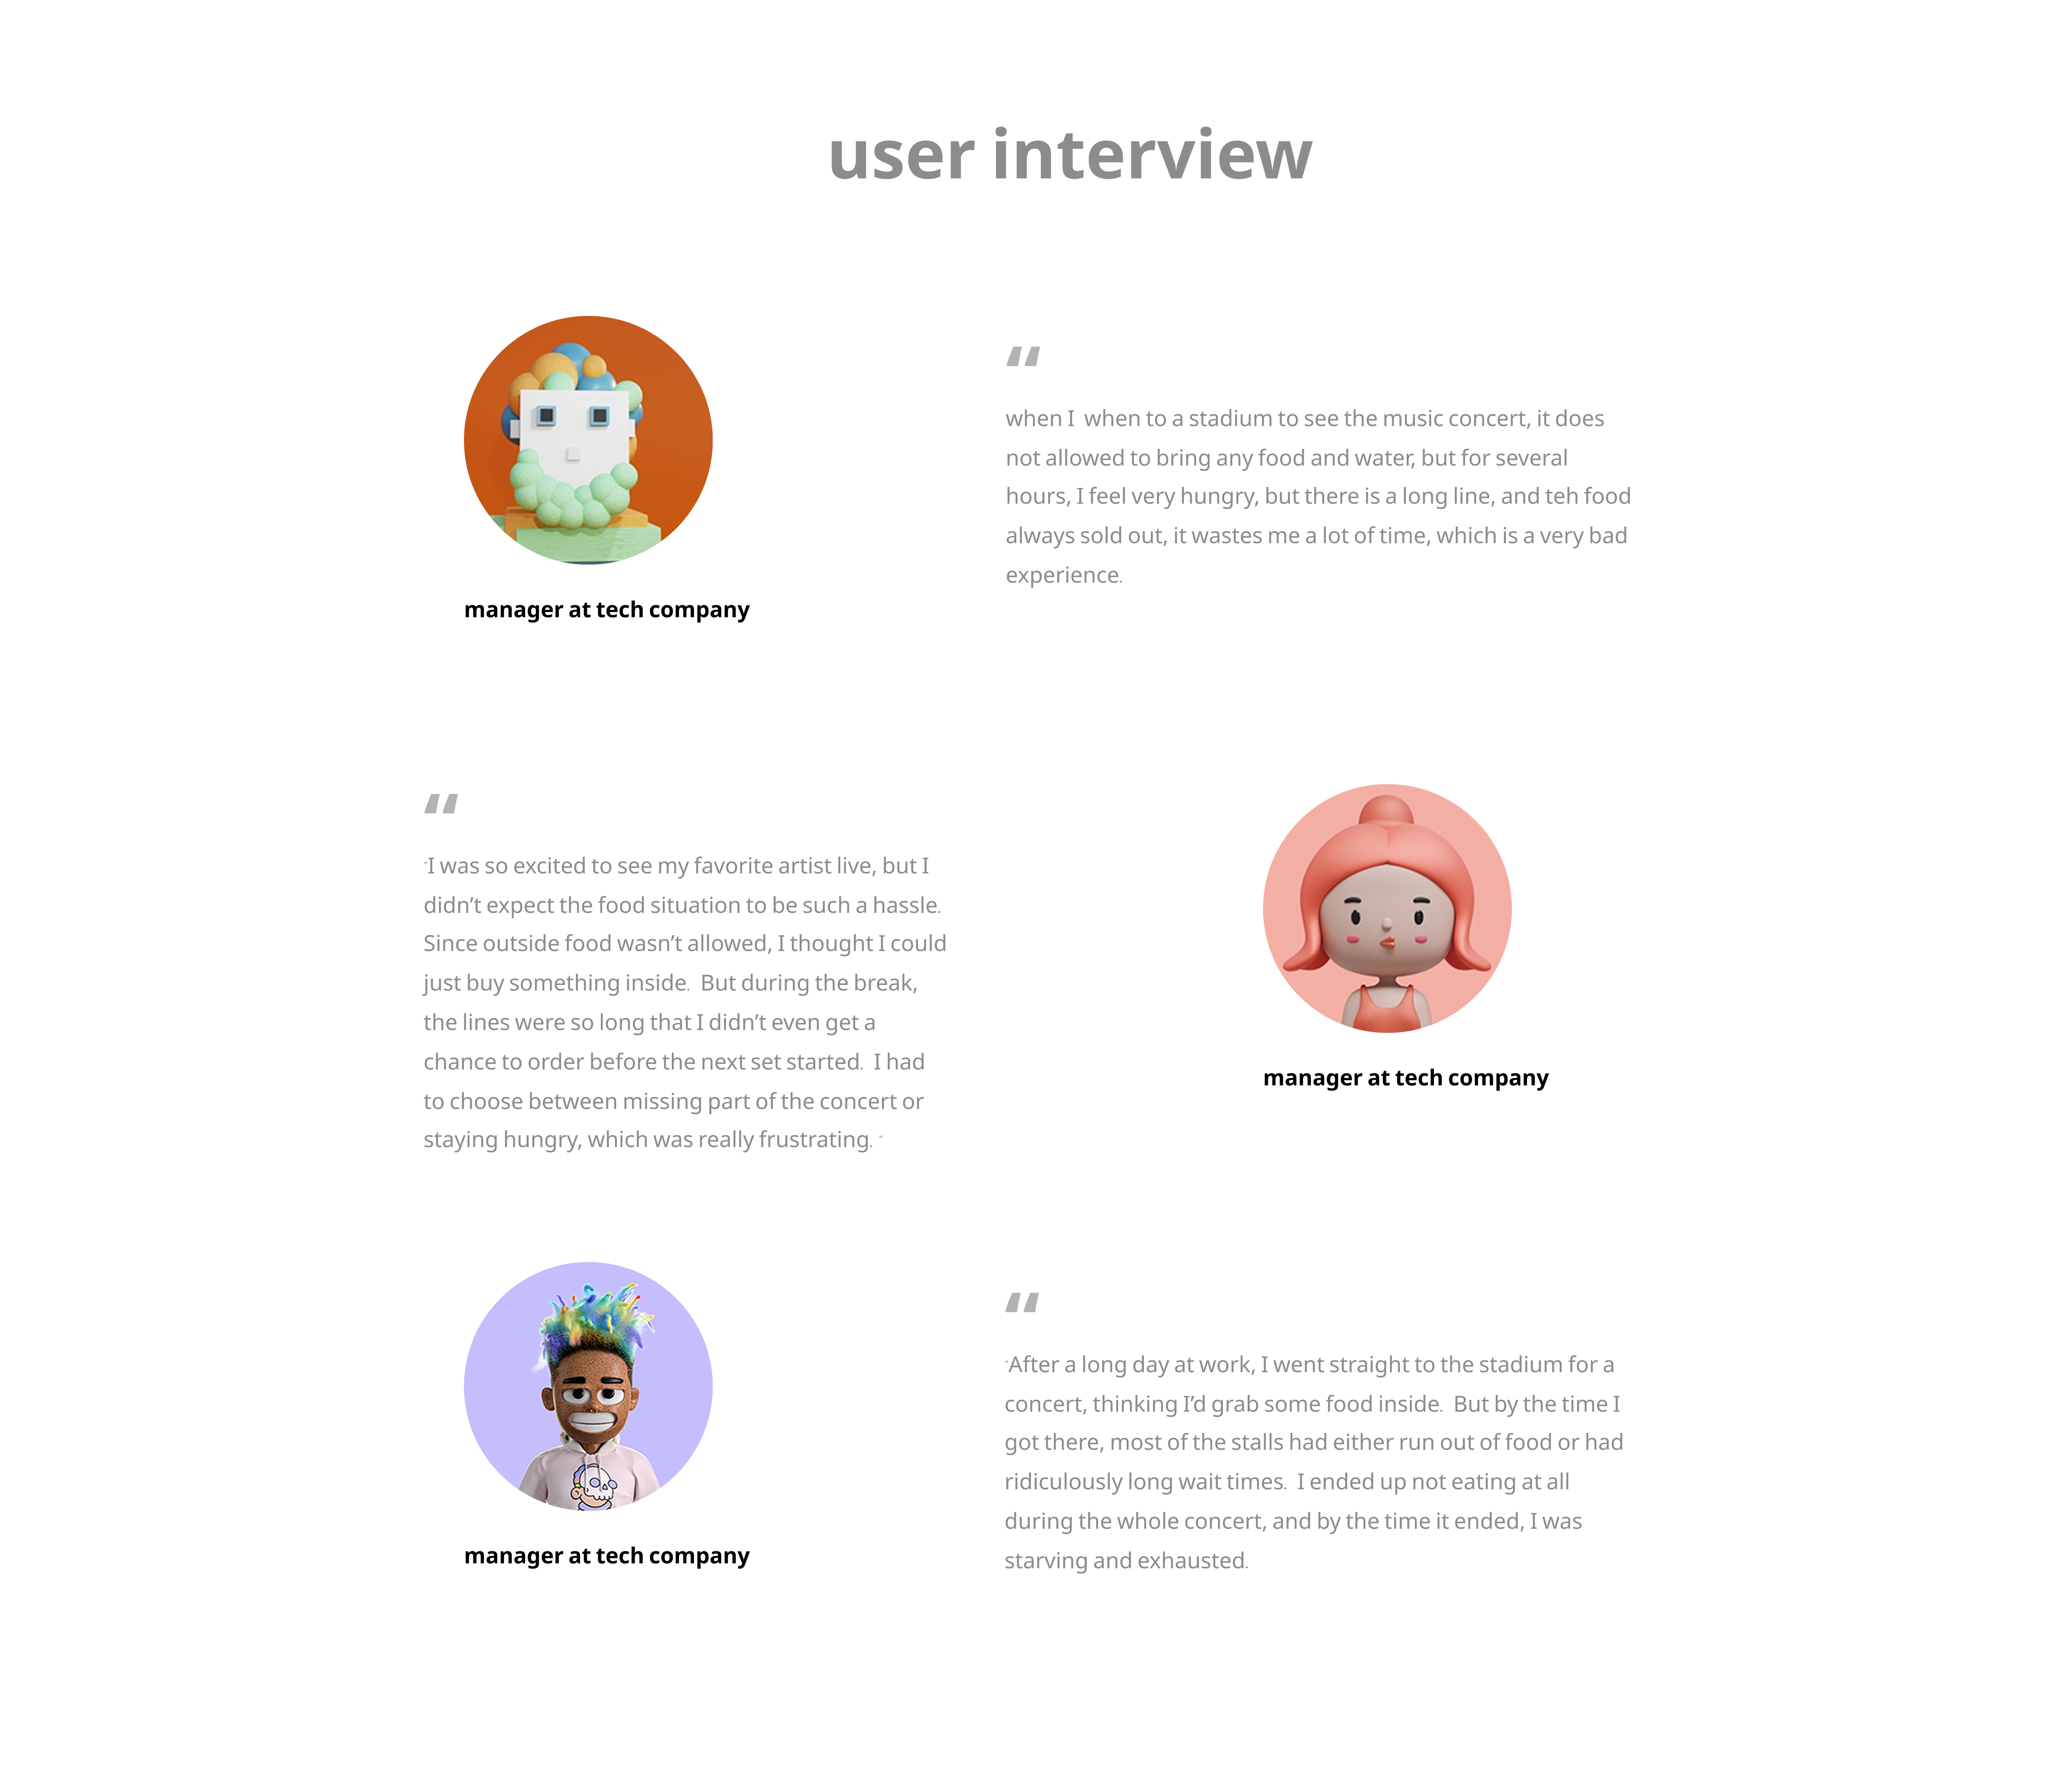 user interview
“
when I  when to a stadium to see the music concert, it does
not allowed to bring any food and water, but for several
hours, I feel very hungry, but there is a long line, and teh food
always sold out, it wastes me a lot of time, which is a very bad
experience.
manager at tech company
“
"I was so excited to see my favorite artist live, but I
didn’t expect the food situation to be such a hassle.
Since outside food wasn’t allowed, I thought I could
just buy something inside.  But during the break,
the lines were so long that I didn’t even get a
chance to order before the next set started.  I had
to choose between missing part of the concert or
staying hungry, which was really frustrating. "
manager at tech company
“
"After a long day at work, I went straight to the stadium for a
concert, thinking I’d grab some food inside.  But by the time I
got there, most of the stalls had either run out of food or had
ridiculously long wait times.  I ended up not eating at all
during the whole concert, and by the time it ended, I was
starving and exhausted.
manager at tech company